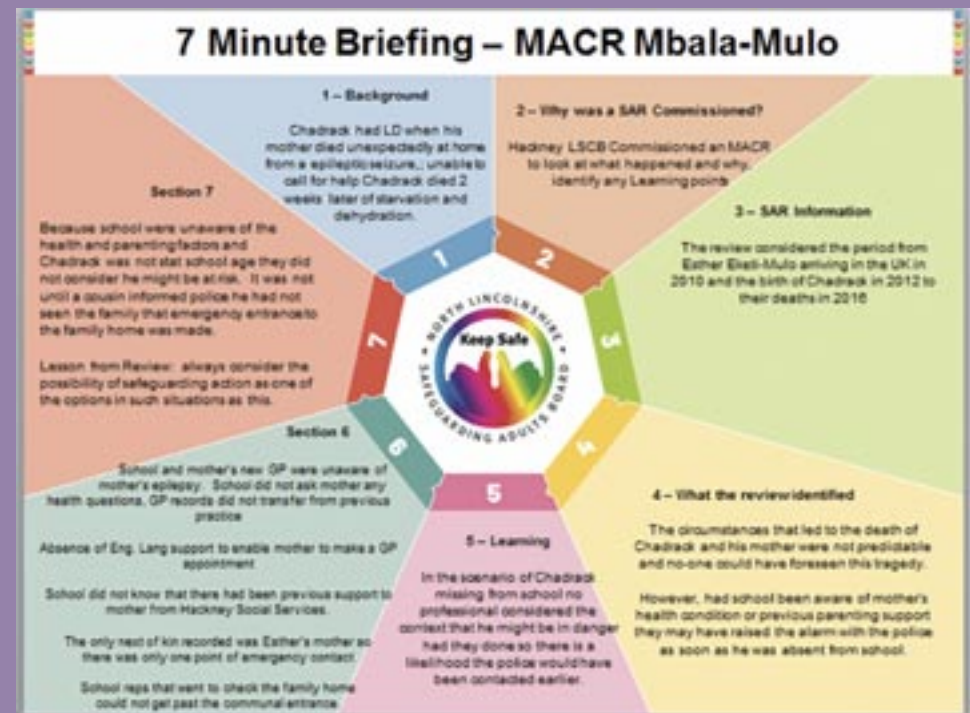 7 Minute Briefing – MACR Mbala-Mulo
1 – Background
Chadrack had LD when his
mother died unexpectedly at home
from a epileptic seizure,; unable to
call for help Chadrack died 2
weeks later of starvation and
dehydration.
2 – Why was a SAR Commissioned?
Hackney LSCB Commissioned an MACR
to look at what happened and why,
identify any Learning points
3 – SAR Information
The review considered the period from
Esther Eketi-Mulo arriving in the UK in
2010 and the birth of Chadrack in 2012 to
their deaths in 2016
4 – What the review identified
The circumstances that led to the death of
Chadrack and his mother were not predictable
and no-one could have foreseen this tragedy.
However, had school been aware of mother's
health condition or previous parenting support
they may have raised the alarm with the police
as soon as he was absent from school.
5 – Learning
In the scenario of Chadrack
missing from school no
professional considered the
context that he might be in danger
had they done so there is a
likelihood the police would have
been contacted earlier.
Section 6
School and mother's new GP were unaware of
mother's epilepsy. School did not ask mother any
health questions, GP records did not transfer from previous
practice
Absence of Eng. Lang support to enable mother to make a GP
appointment
School did not know that there had been previous support to
mother from Hackney Social Services.
The only next of kin recorded was Esther's mother so
there was only one point of emergency contact.
School reps that went to check the family home
could not get past the communal entrance
Section 7
Because school were unaware of the
health and parenting factors and
Chadrack was not stat school age they did
not consider he might be at risk. It was not
until a cousin informed police he had not
seen the family that emergency entrance to
the family home was made.
Lesson from Review: always consider the
possibility of safeguarding action as one of
the options in such situations as this.
1
2
3
4
5
6
7
NORTH LINCOLNSHIRE
Keep Safe
SAFEGUARDING ADULTS BOARD